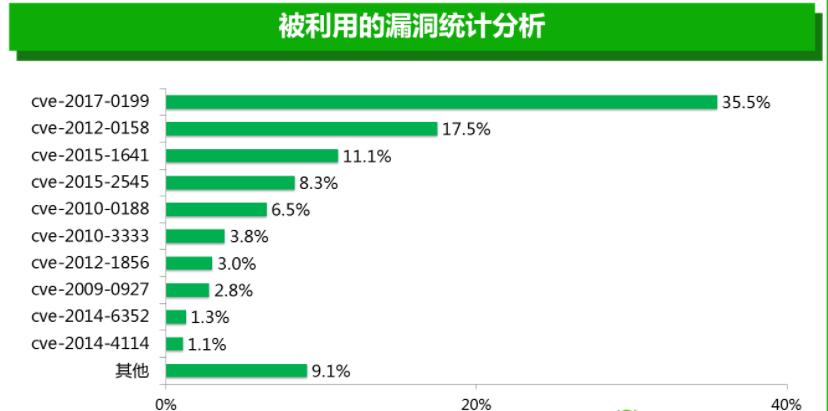 被利用的漏洞统计分析
cve-2017-0199 35.5%
cve-2012-0158 17.5%
cve-2015-1641 11.1%
cve-2015-2545 8.3%
cve-2010-0188 6.5%
cve-2010-3333 3.8%
cve-2012-1856 3.0%
cve-2009-0927 2.8%
cve-2014-6352 1.3%
cve-2014-4114 1.1%
其他 9.1%
0% 20% 40%